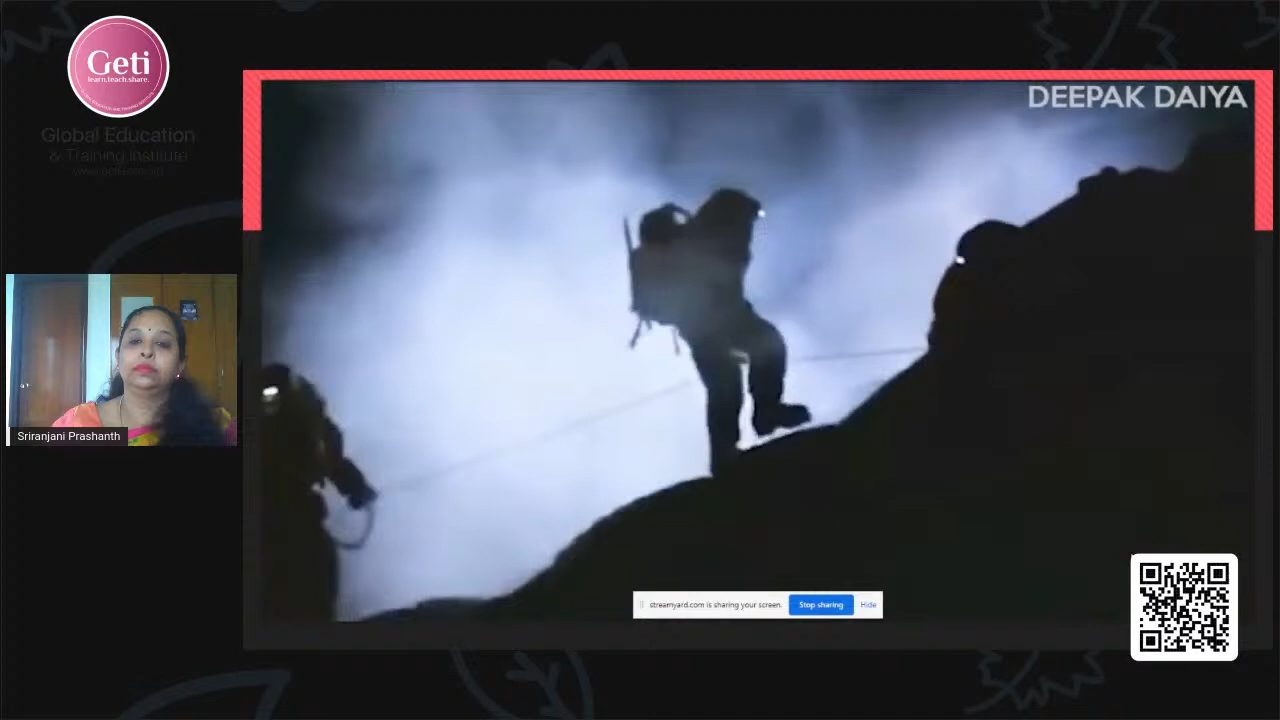 Geti
learn.teach.share.
Global Education
& Training Institute
DEEPAK DAIYA
Sriranjani Prashanth
streamyard.com is sharing your screen.
Stop sharing
Hide